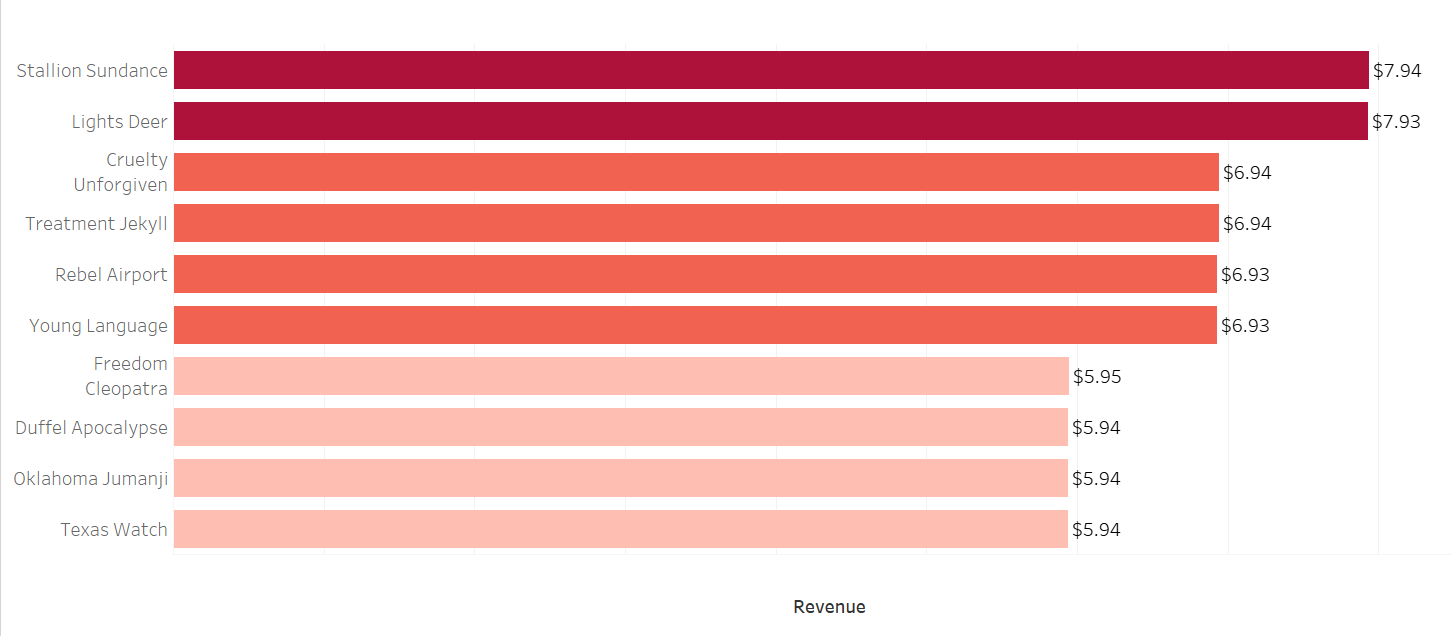 Stallion Sundance $7.94
Lights Deer $7.93
Cruelty
Unforgiven $6.94
Treatment Jekyll $6.94
Rebel Airport $6.93
Young Language $6.93
Freedom
Cleopatra $5.95
Duffel Apocalypse $5.94
Oklahoma Jumanji $5.94
Texas Watch $5.94
Revenue